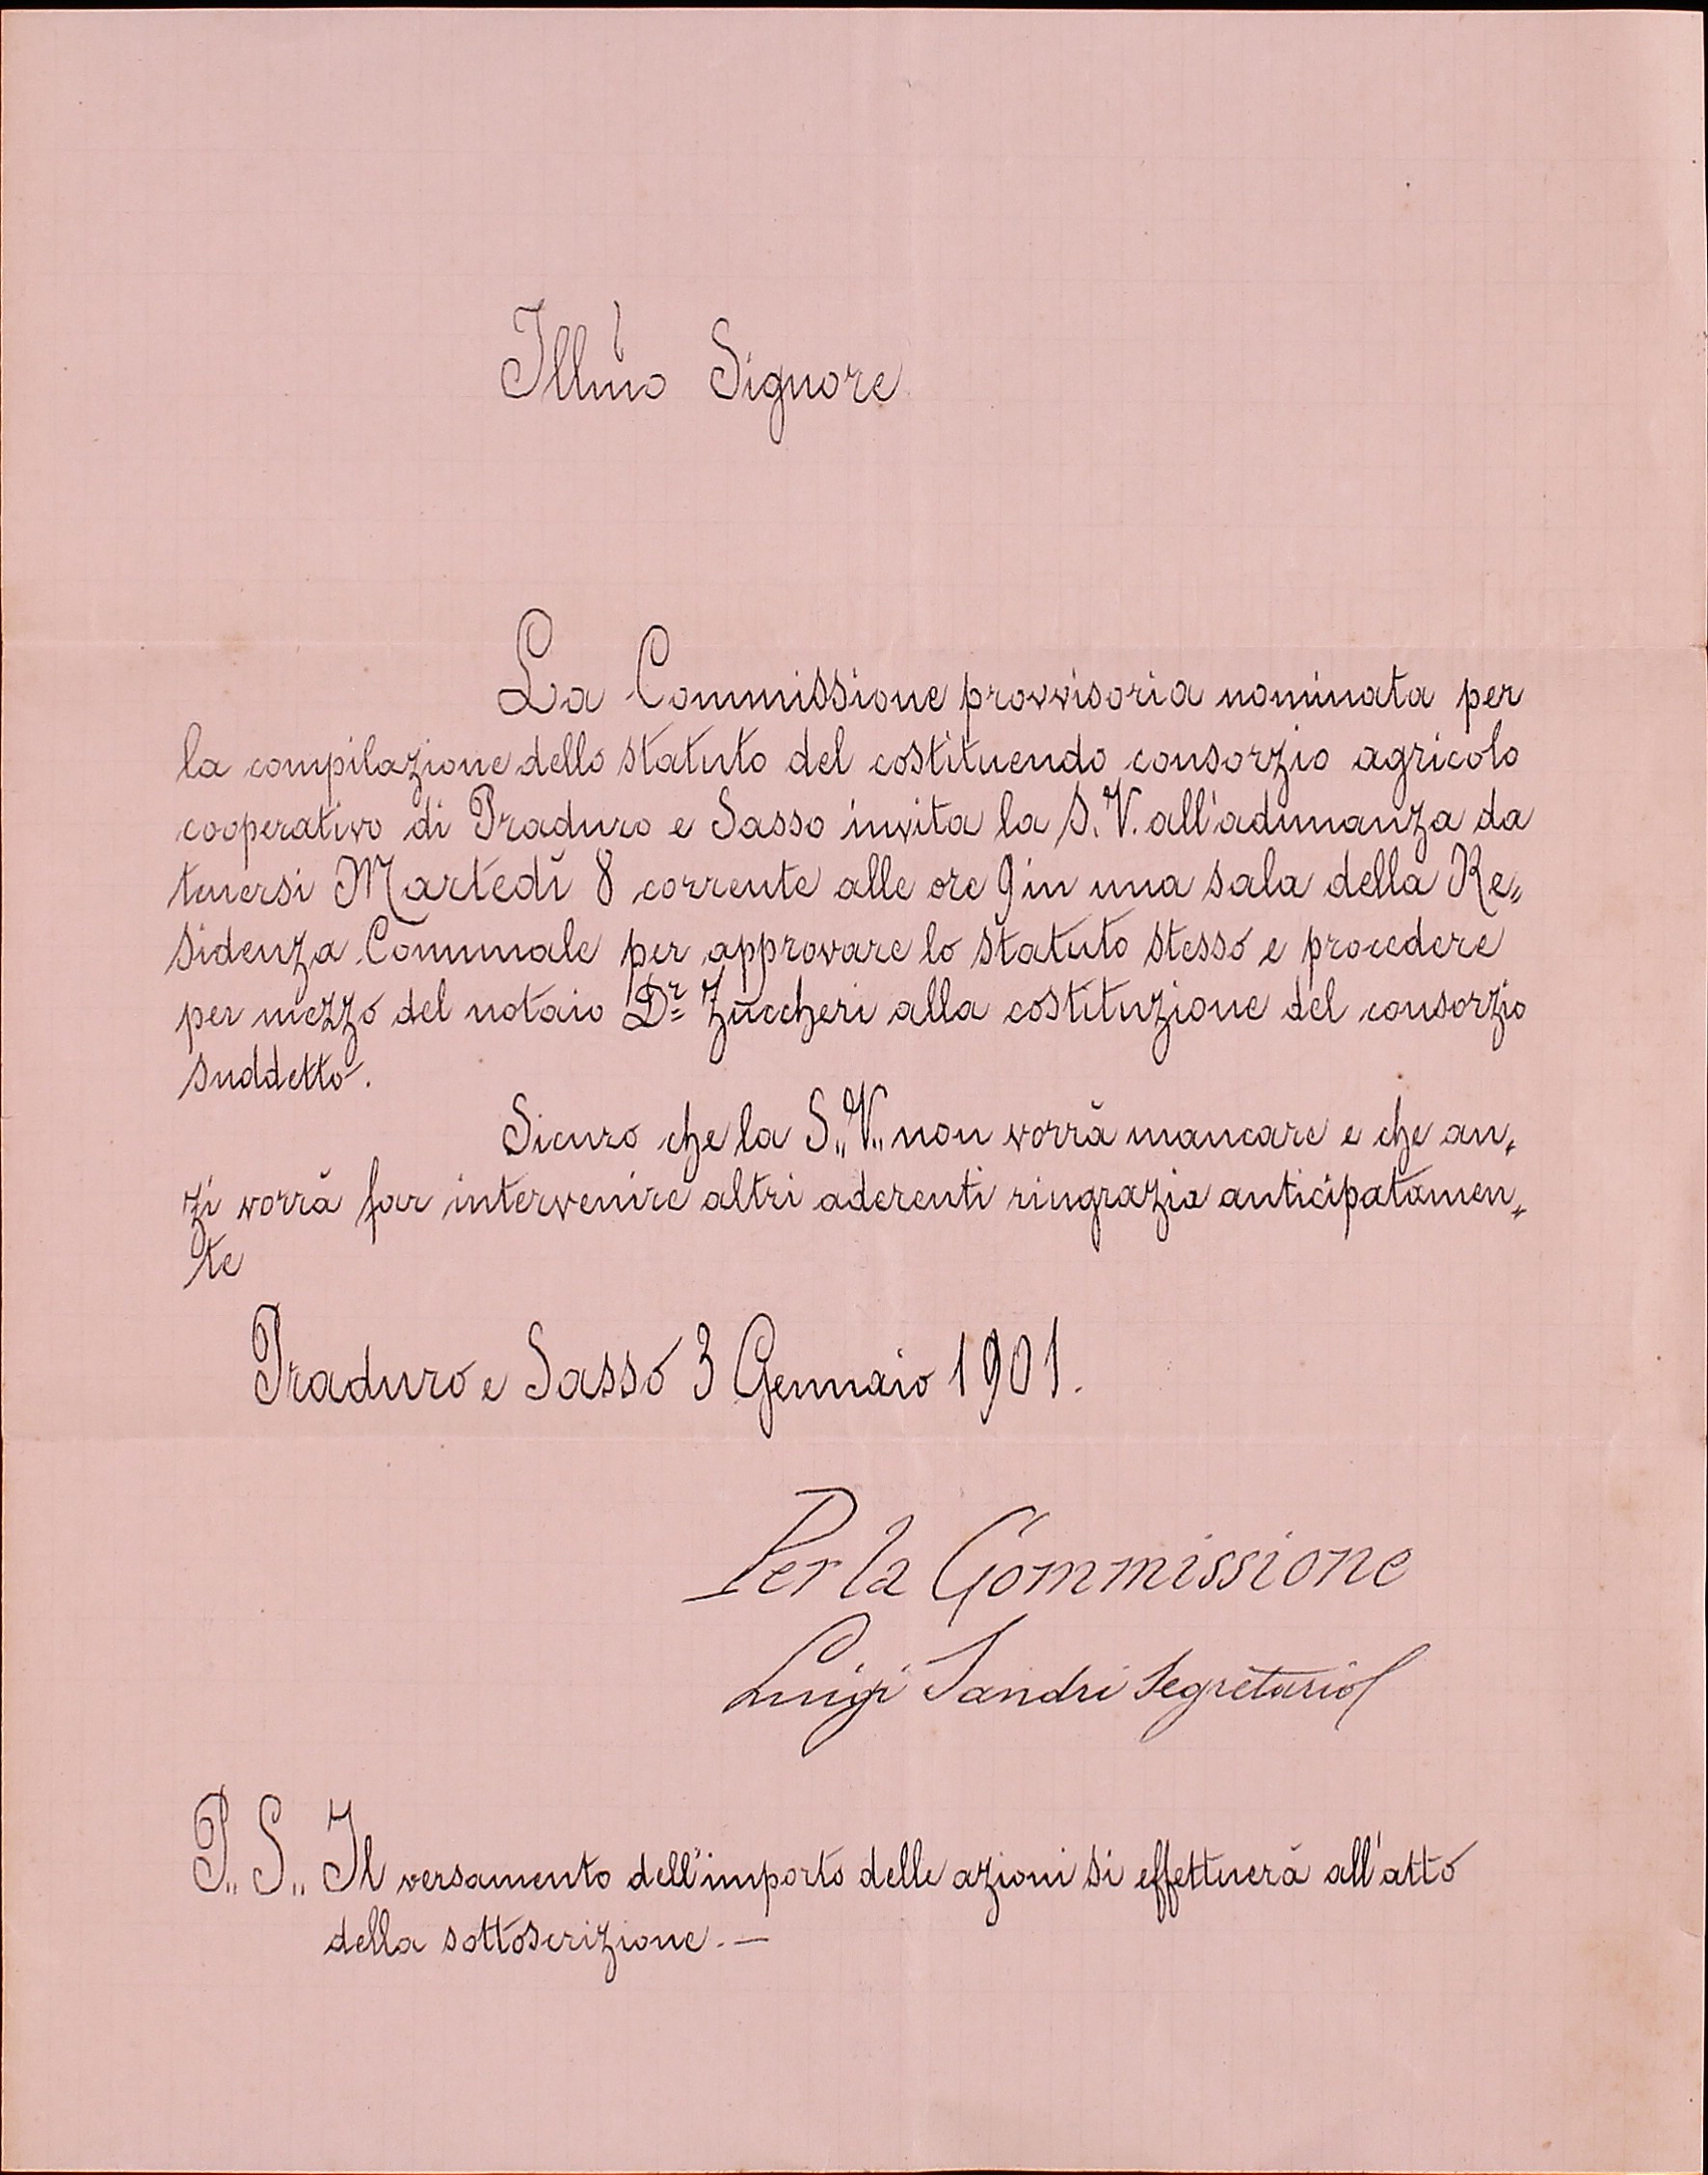 Illmo Signore
La Commissione provvisoria nominata per
la compilazione dello statuto del costituendo consorzio agricolo
cooperativo di Praduro e Sasso invita la S. V. all'adunanza da
tenersi Martedì 8 corrente alle ore 9 in una sala della Re=
sidenza Comunale per approvare lo statuto stesso e procedere
per mezzo del notaio Dr. Zuccheri alla costituzione del consorzio
suddetto.
Sicuro che la S.. V.. non vorrà mancare e che an=
zi vorrà far intervenire altri aderenti ringrazia anticipatamen=
te
Praduro e Sasso 3 Gennaio 1901.
Per la Commissione
Luigi Sandri Segretario
P.. S.. Il versamento dell'importo delle azioni si effettuerà all'atto
della sottoscrizione. —